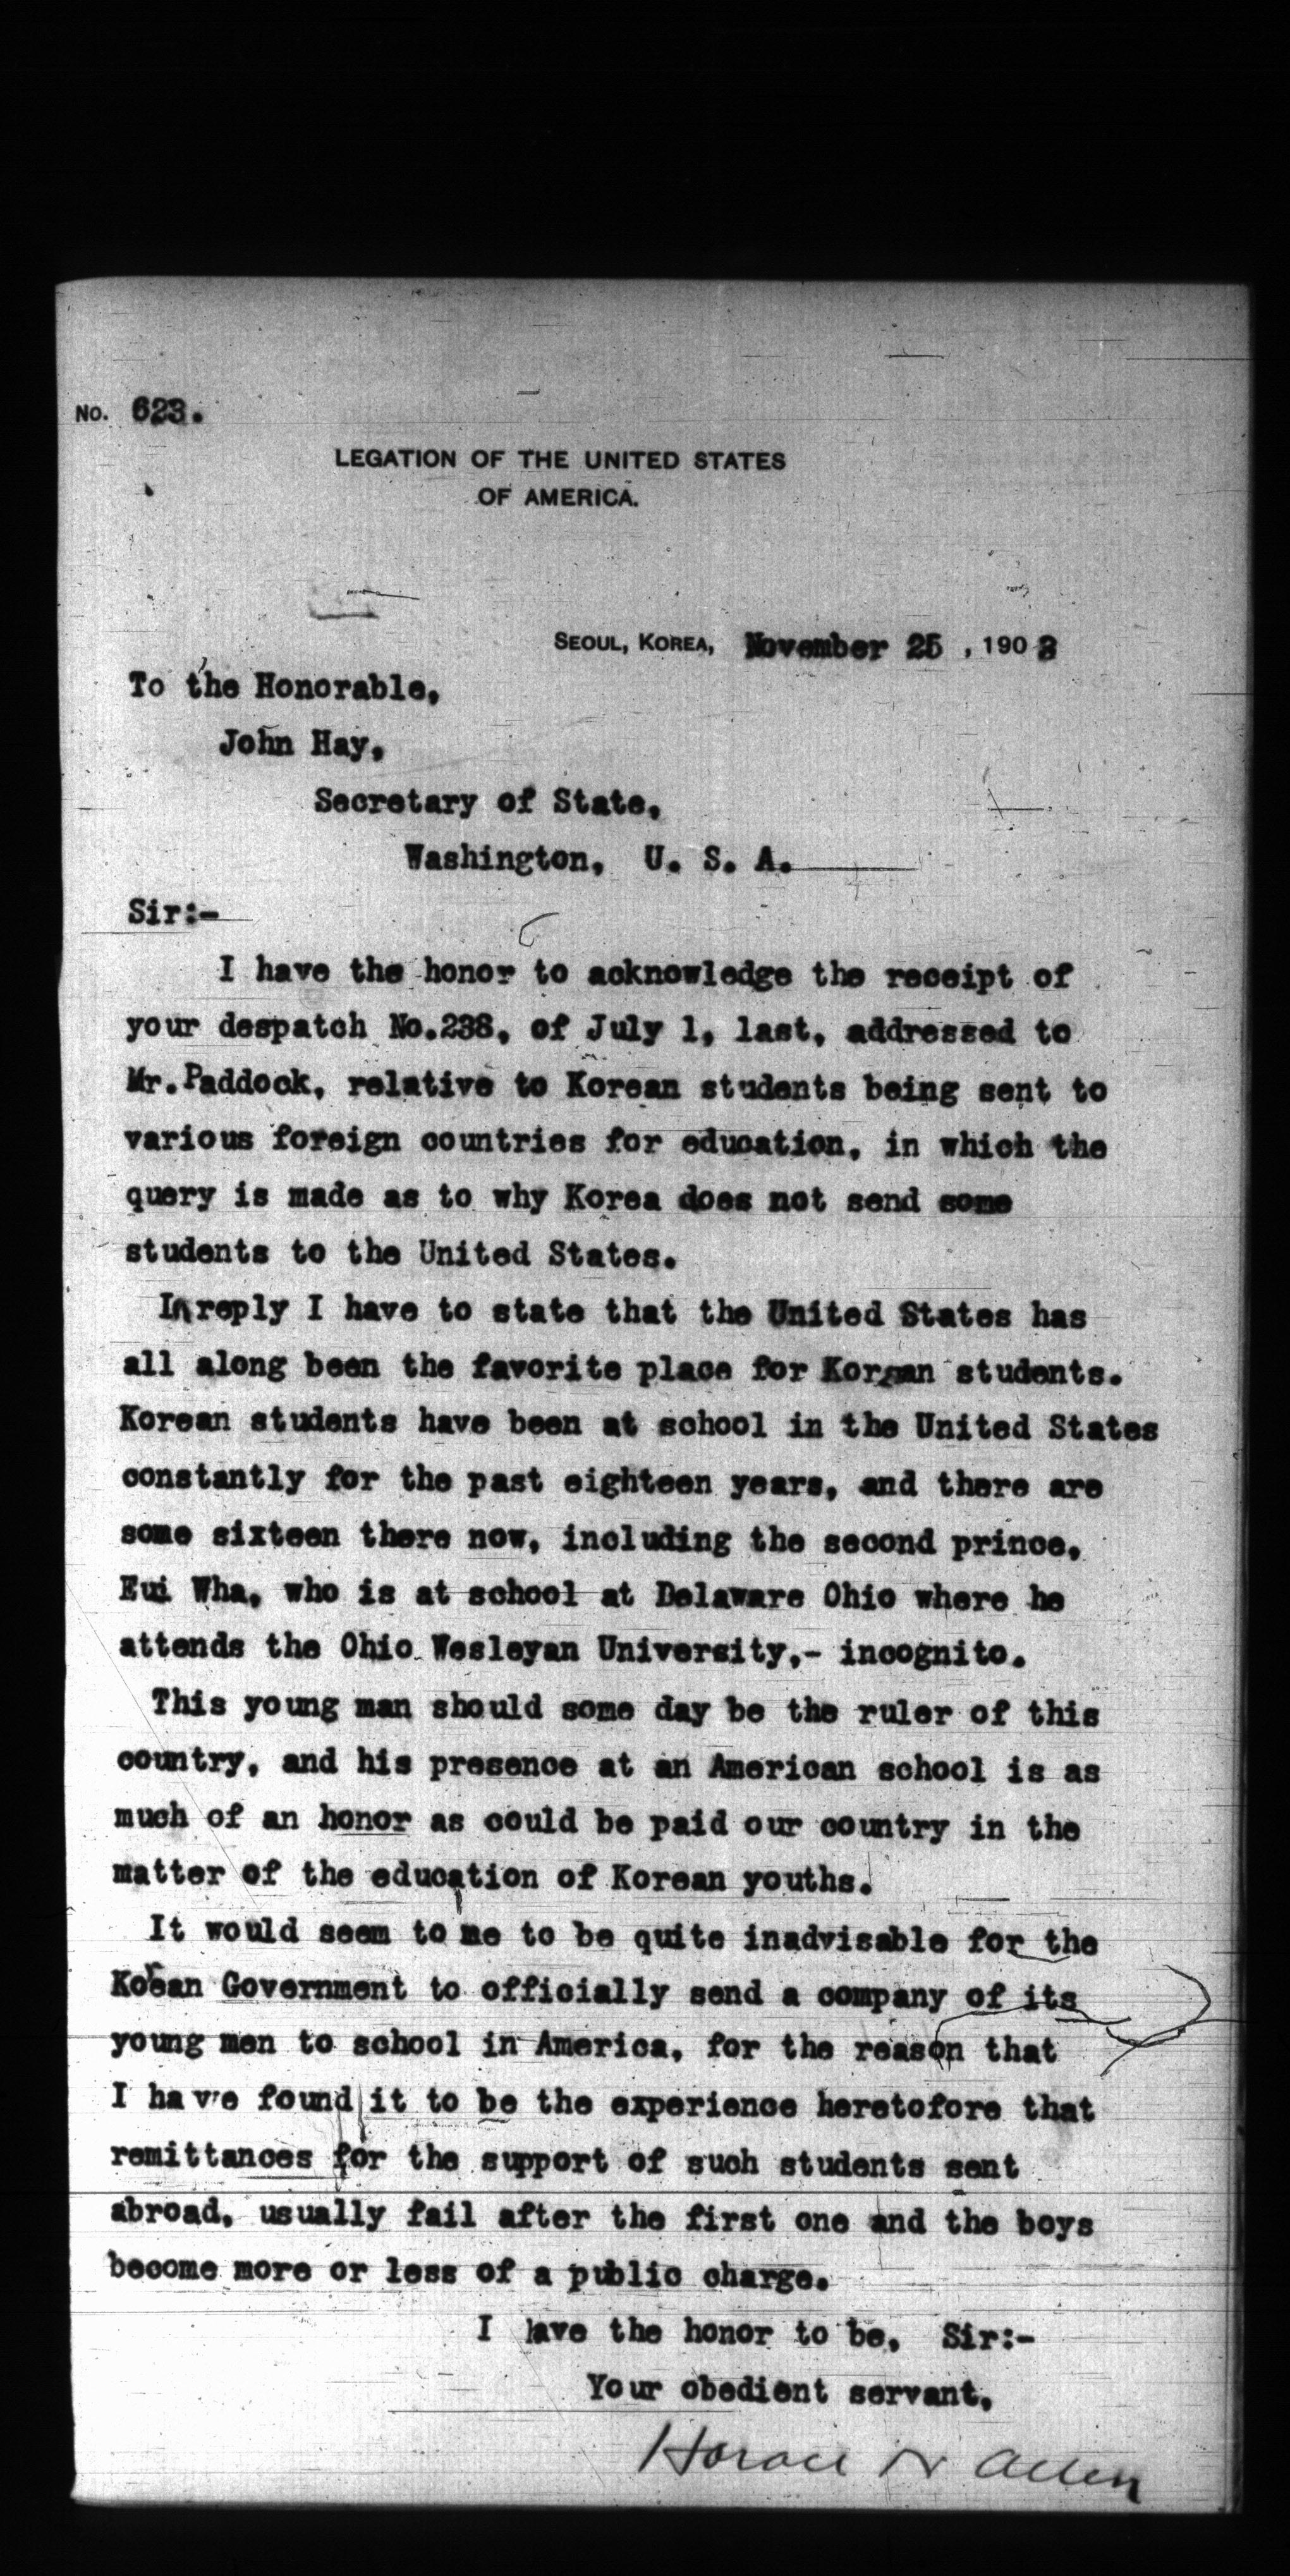 No. 623.
LEGATION OF THE UNITED STATES
OF AMERICA.
SEOUL, KOREA, November 25 , 1903
To the Honorable,
John Hay,
Secretary of State,
Washington, U. S. A.
Sir:-
I have the honor to acknowledge the receipt of
your despatch No.238, of July 1, last, addressed to
Mr.Paddock, relative to Korean students being sent to
various foreign countries for education, in which the
query is made as to why Korea does not send some
students to the United States.
In reply I have to state that the United States has
all along been the favorite place for Korean students.
Korean students have been at school in the United States
constantly for the past eighteen years, and there are
some sixteen there now, including the second prince,
Eui Wha, who is at school at Delaware Ohio where he
attends the Ohio Wesleyan University,- incognito.
This young man should some day be the ruler of this
country, and his presence at an American school is as
much of an honor as could be paid our country in the
matter of the education of Korean youths.
It would seem to me to be quite inadvisable for the
Korean Government to officially send a company of its
young men to school in America, for the reason that
I have found it to be the experience heretofore that
remittances for the support of such students sent
abroad, usually fail after the first one and the boys
become more or less of a public charge.
I have the honor to be, Sir:-
Your obedient servant,
Horace N Allen